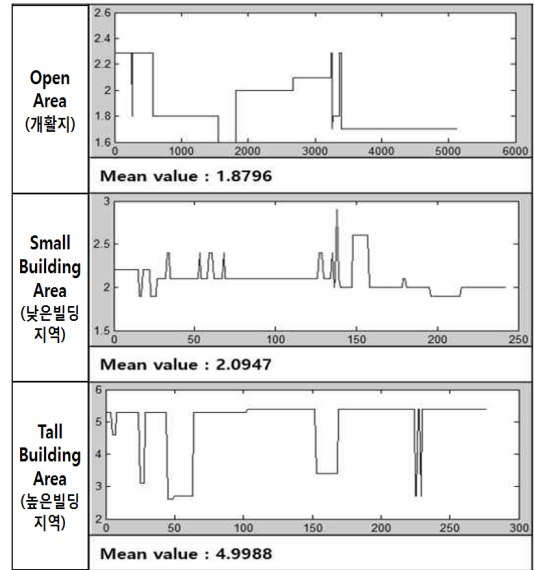 Open
Area
(개활지)
2.6
2.4
2.2
2
1.8
1.6
0 1000 2000 3000 4000 5000 6000
Mean value : 1.8796
Small
Building
Area
(낮은빌딩
지역)
3
2.5
2
1.5
0 50 100 150 200 250
Mean value : 2.0947
Tall
Building
Area
(높은빌딩
지역)
6
5
4
3
2
0 50 100 150 200 250 300
Mean value : 4.9988